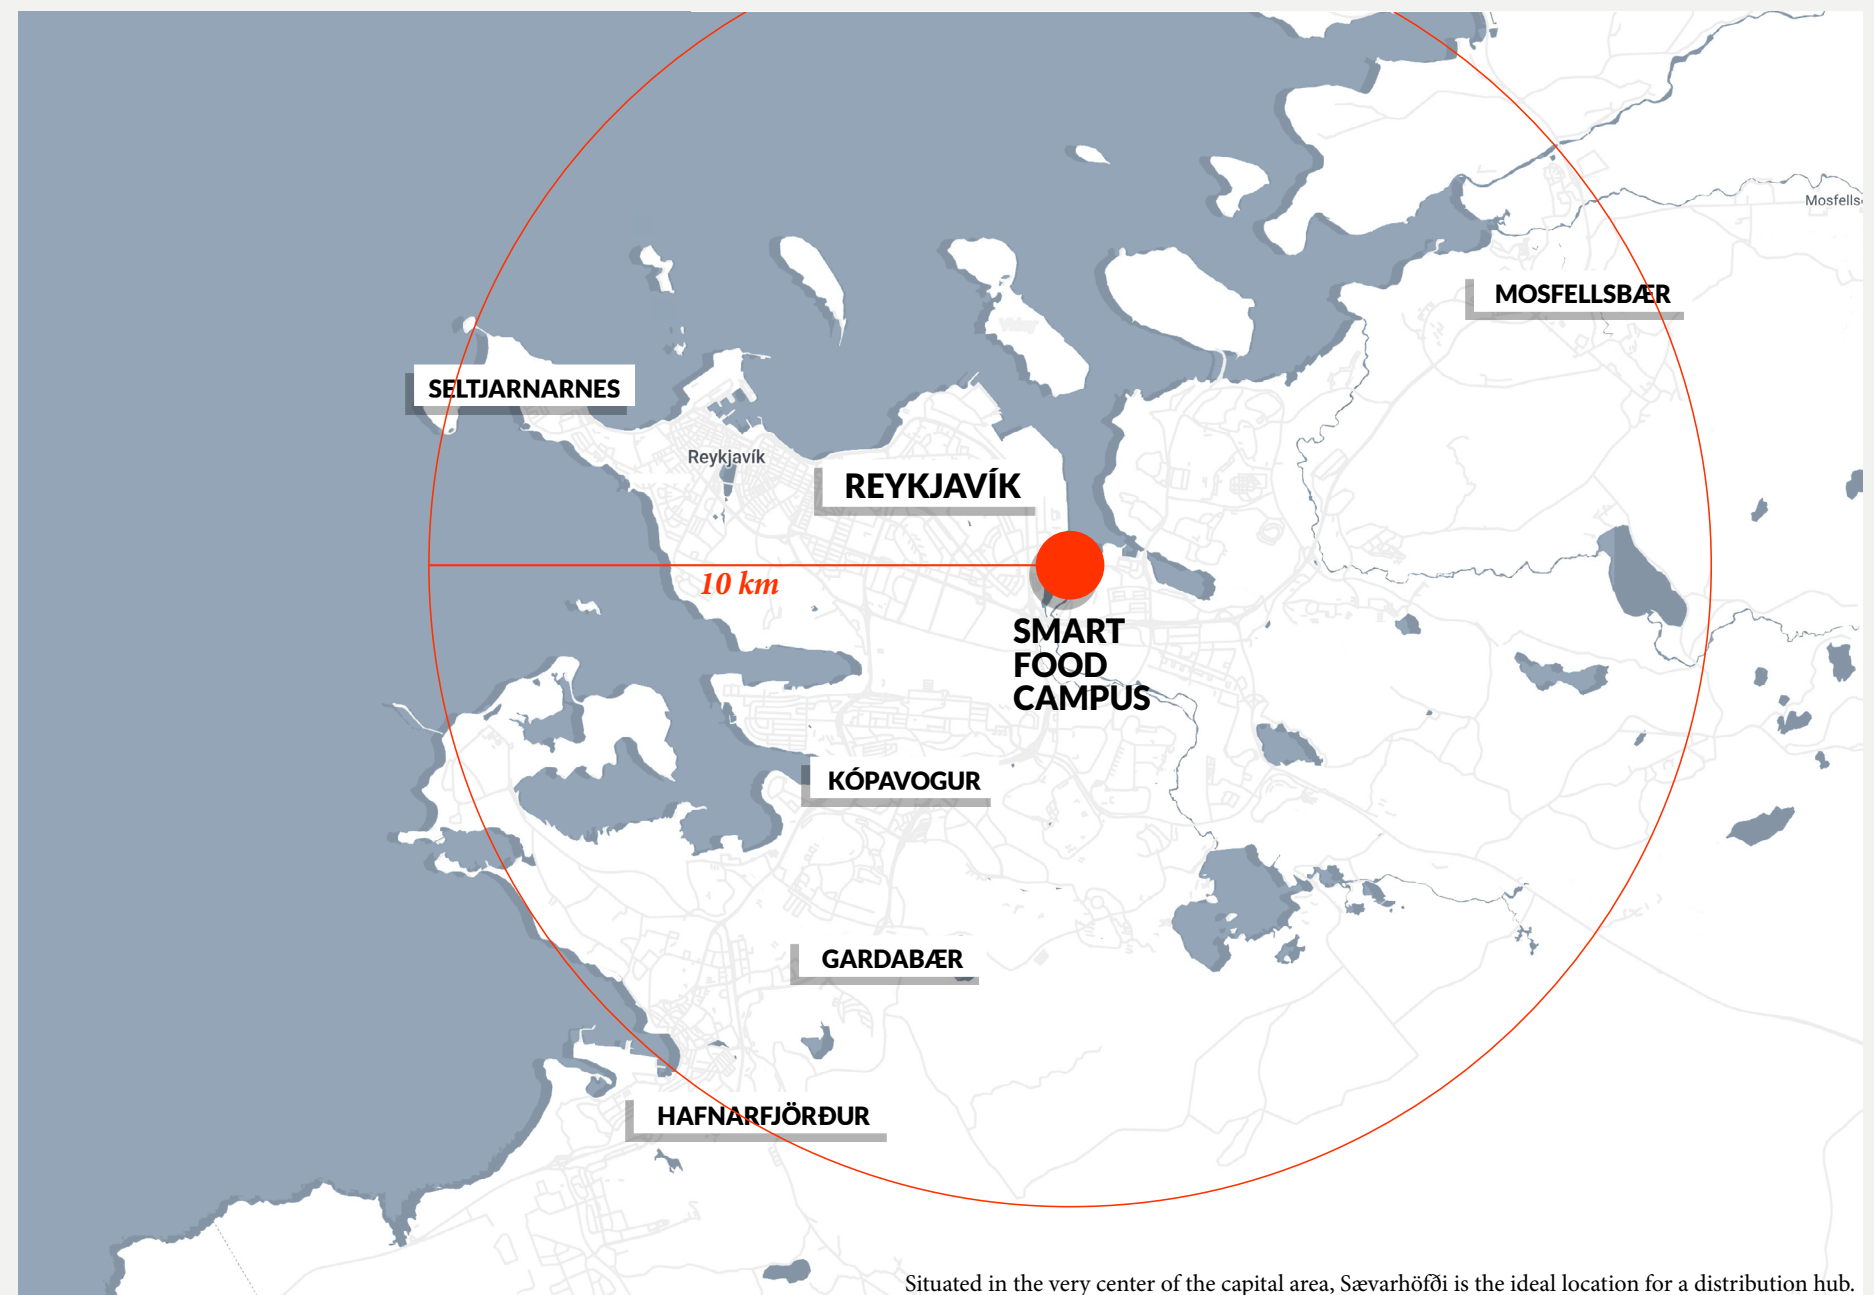 Mosfells
MOSFELLSBÆR
SELTJARNARNES
Reykjavík
REYKJAVÍK
10 km
SMART
FOOD
CAMPUS
KÓPAVOGUR
GARDABÆR
HAFNARFJÖRÐUR
Situated in the very center of the capital area, Sævarhöfði is the ideal location for a distribution hub.